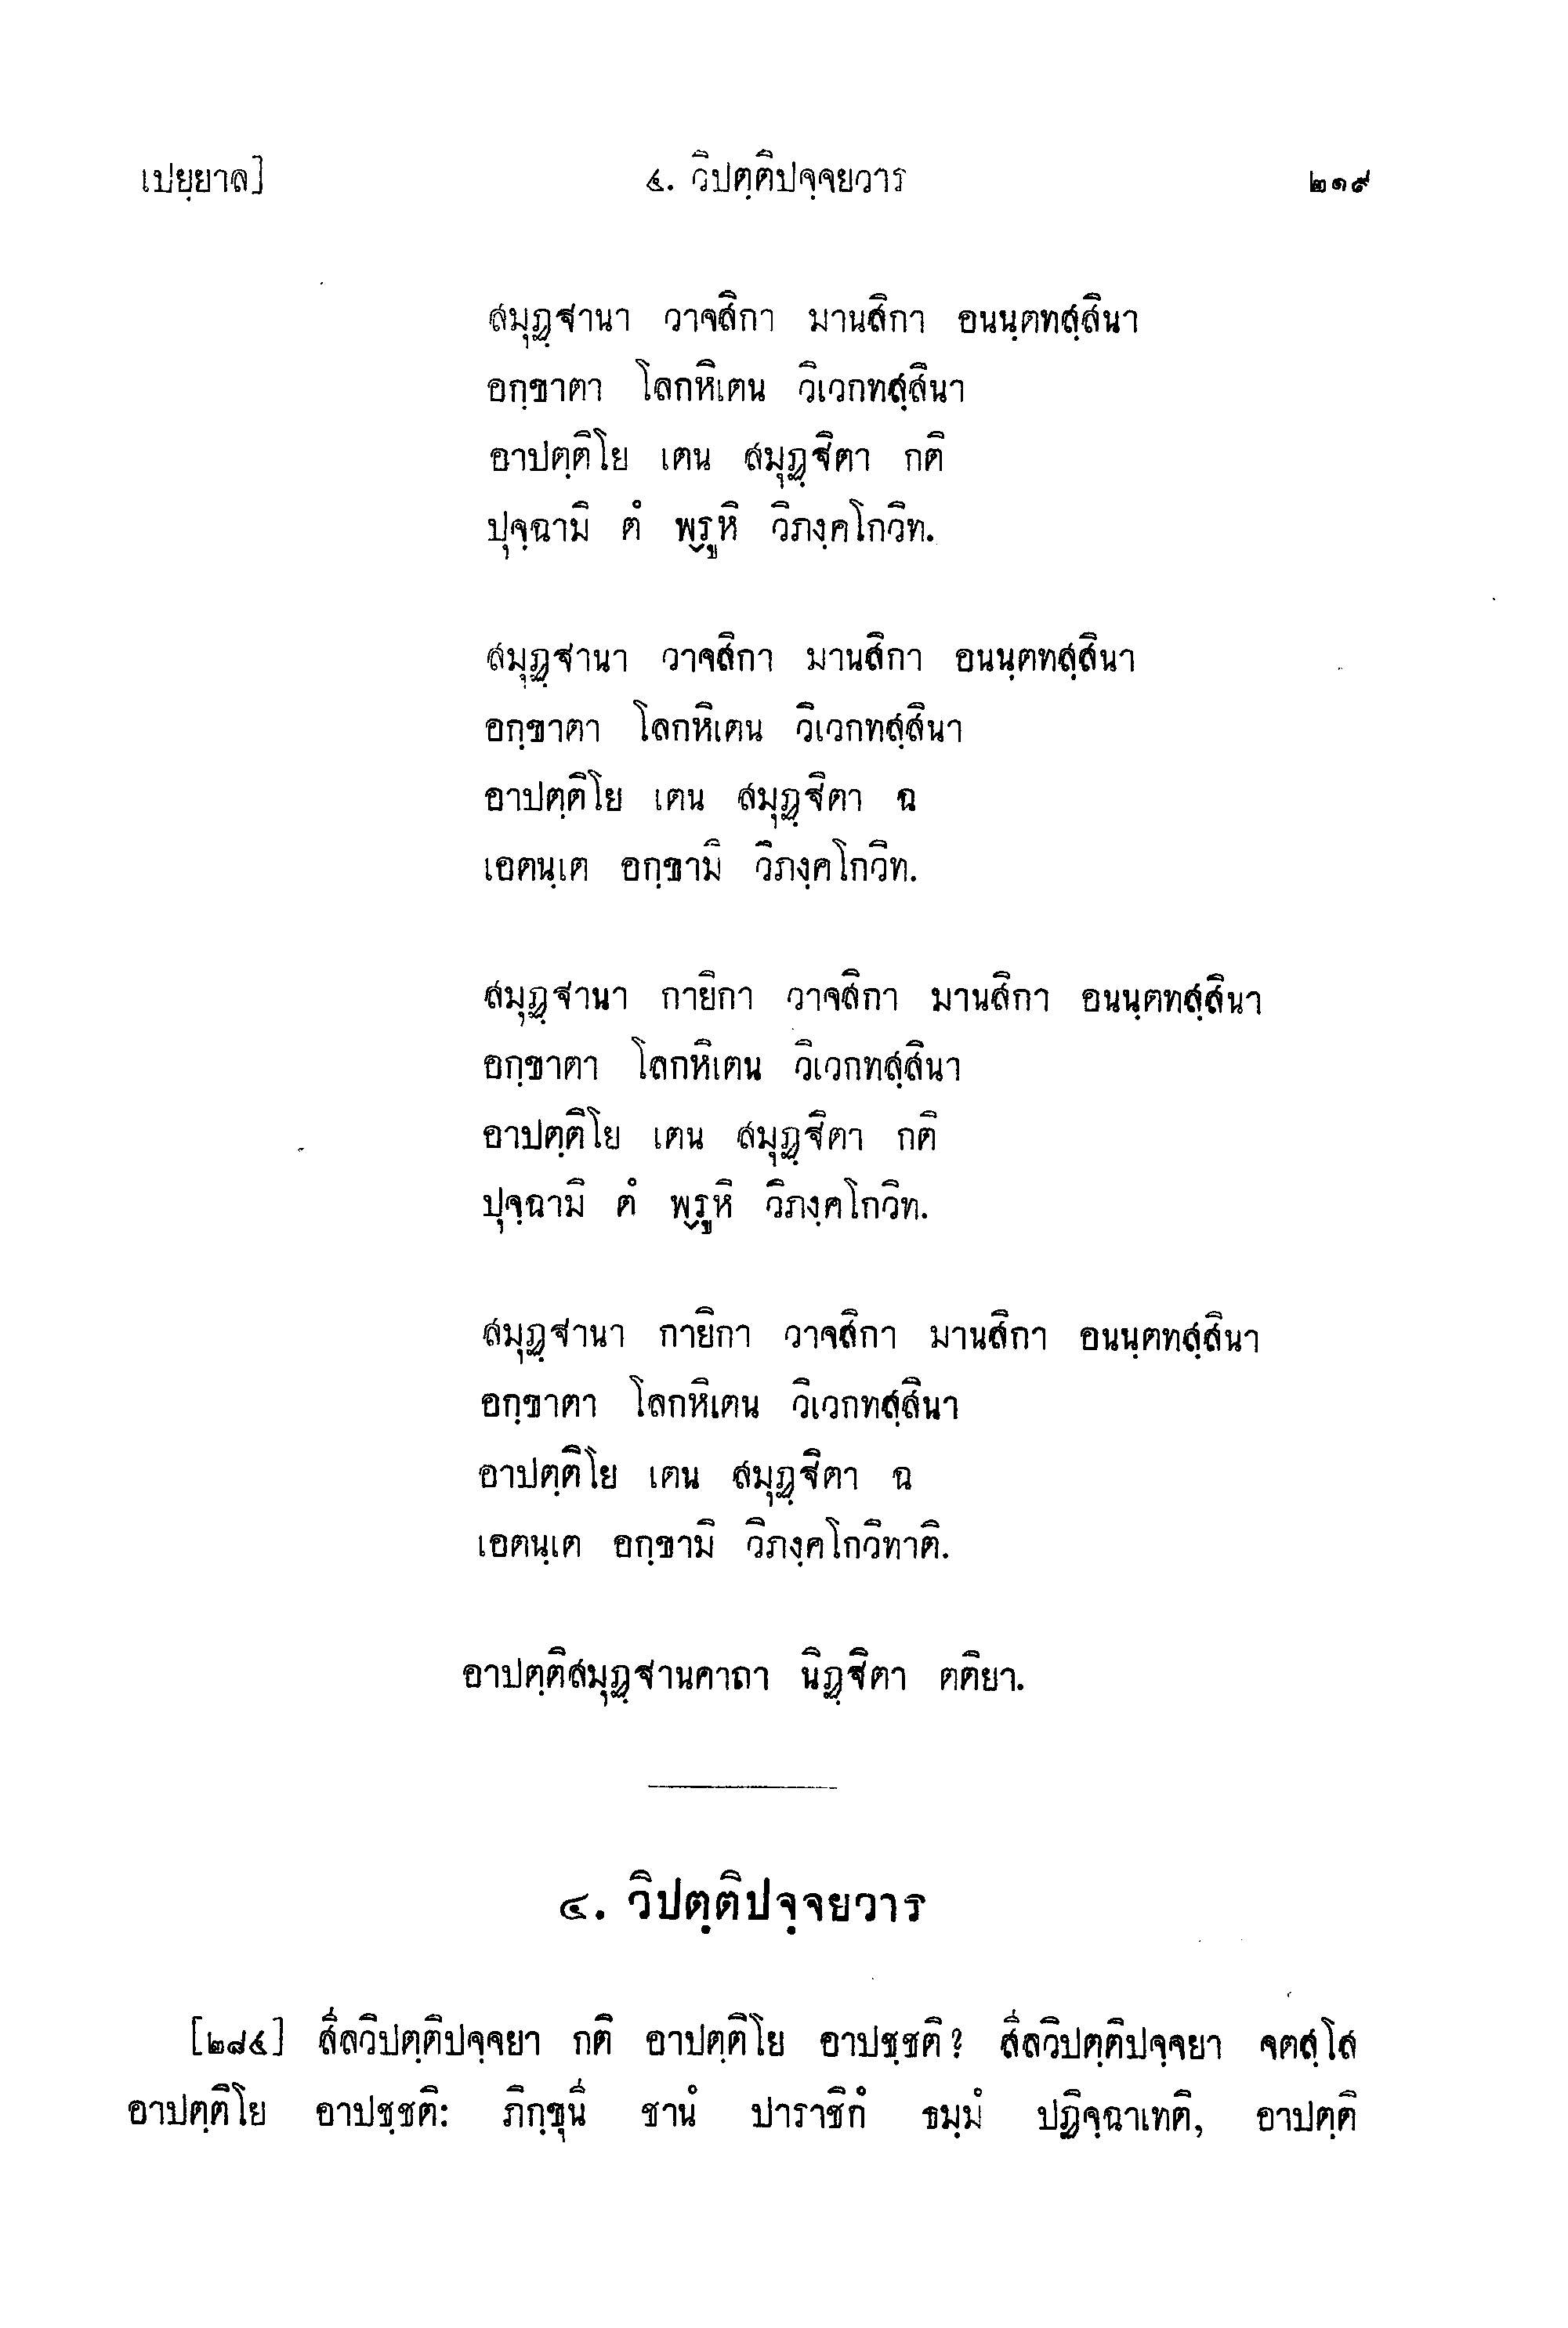 เปยฺยาล]
๔. วิปตฺติปจฺจยวาร
๒๑๙
สมุฏฺฐานา วาจสิกา มานสิกา อนนฺตทสฺสินา
อกฺขาตา โลกหิเตน วิเวกทสฺสินา
อาปตฺติโย เตน สมุฏฺฐิตา กติ
ปุจฺฉามิ ตํ พฺรูหิ วิภงฺคโกวิท.
สมุฏฺฐานา วาจสิกา มานสิกา อนนฺตทสฺสินา
อกฺขาตา โลกหิเตน วิเวกทสฺสินา
อาปตฺติโย เตน สมุฏฺฐิตา ฉ
เอตนฺเต อกฺขามิ วิภงฺคโกวิท.
สมุฏฺฐานา กายิกา วาจสิกา มานสิกา อนนฺตทสฺสินา
อกฺขาตา โลกหิเตน วิเวกทสฺสินา
อาปตฺติโย เตน สมุฏฺฐิตา กติ
ปุจฺฉามิ ตํ พฺรูหิ วิภงฺคโกวิท.
สมุฏฺฐานา กายิกา วาจสิกา มานสิกา อนนฺตทสฺสินา
อกฺขาตา โลกหิเตน วิเวกทสฺสินา
อาปตฺติโย เตน สมุฏฺฐิตา ฉ
เอตนฺเต อกฺขามิ วิภงฺคโกวิทาติ.
อาปตฺติสมุฏฺฐานคาถา นิฏฺฐิตา ตติยา.
๔. วิปตฺติปจฺจยวาร
[๒๘๔] สีลวิปตฺติปจฺจยา กติ อาปตฺติโย อาปชฺชติ? สีลวิปตฺติปจฺจยา จตสฺโส
อาปตฺติโย อาปชฺชติ: ภิกฺขุนี ชานํ ปาราชิกํ ธมฺมํ ปฏิจฺฉาเทติ, อาปตฺติ